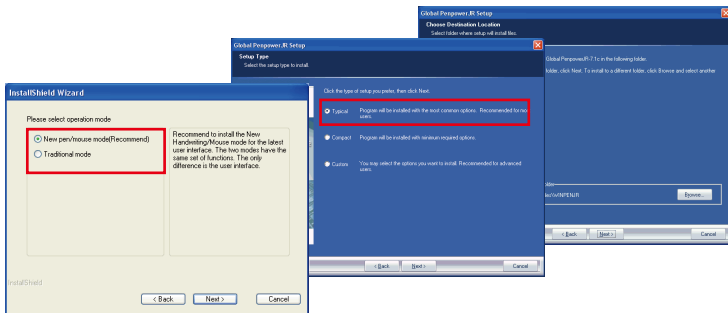 Global Penpower.JR Setup
Choose Destination Location
Select folder where setup will install files.
Global PenpowerJR-7.1c in the following folder.
folder, click Next. To install to a different folder, click Browse and select another
Browse...
< Back
Next >
Cancel
Global Penpower.JR Setup
Setup Type
Select the setup type to install.
Click the type of setup you prefer, then click Next.
Typical
Program will be installed with the most common options. Recommended for
users.
Compact
Program will be installed with minimum required options.
Custom
You may select the options you want to install. Recommended for advanced
users.
< Back
Next >
Cancel
InstallShield Wizard
Please select operation mode
New pen/mouse mode(Recommend)
Traditional mode
Recommend to install the New
Handwriting/Mouse mode for the latest
user interface. The two modes have the
same set of functions. The only
difference is the user interface.
InstallShield
< Back
Next >
Cancel